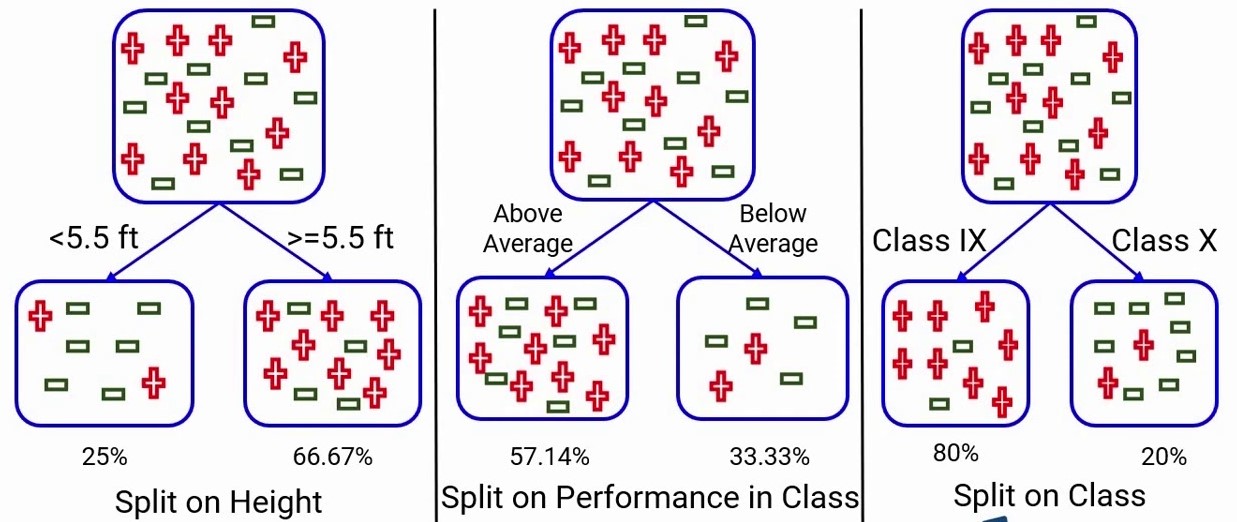 <5.5 ft
>=5.5 ft
25%
66.67%
Split on Height
Above
Average
Below
Average
57.14%
33.33%
Split on Performance in Class
Class IX
Class X
80%
20%
Split on Class